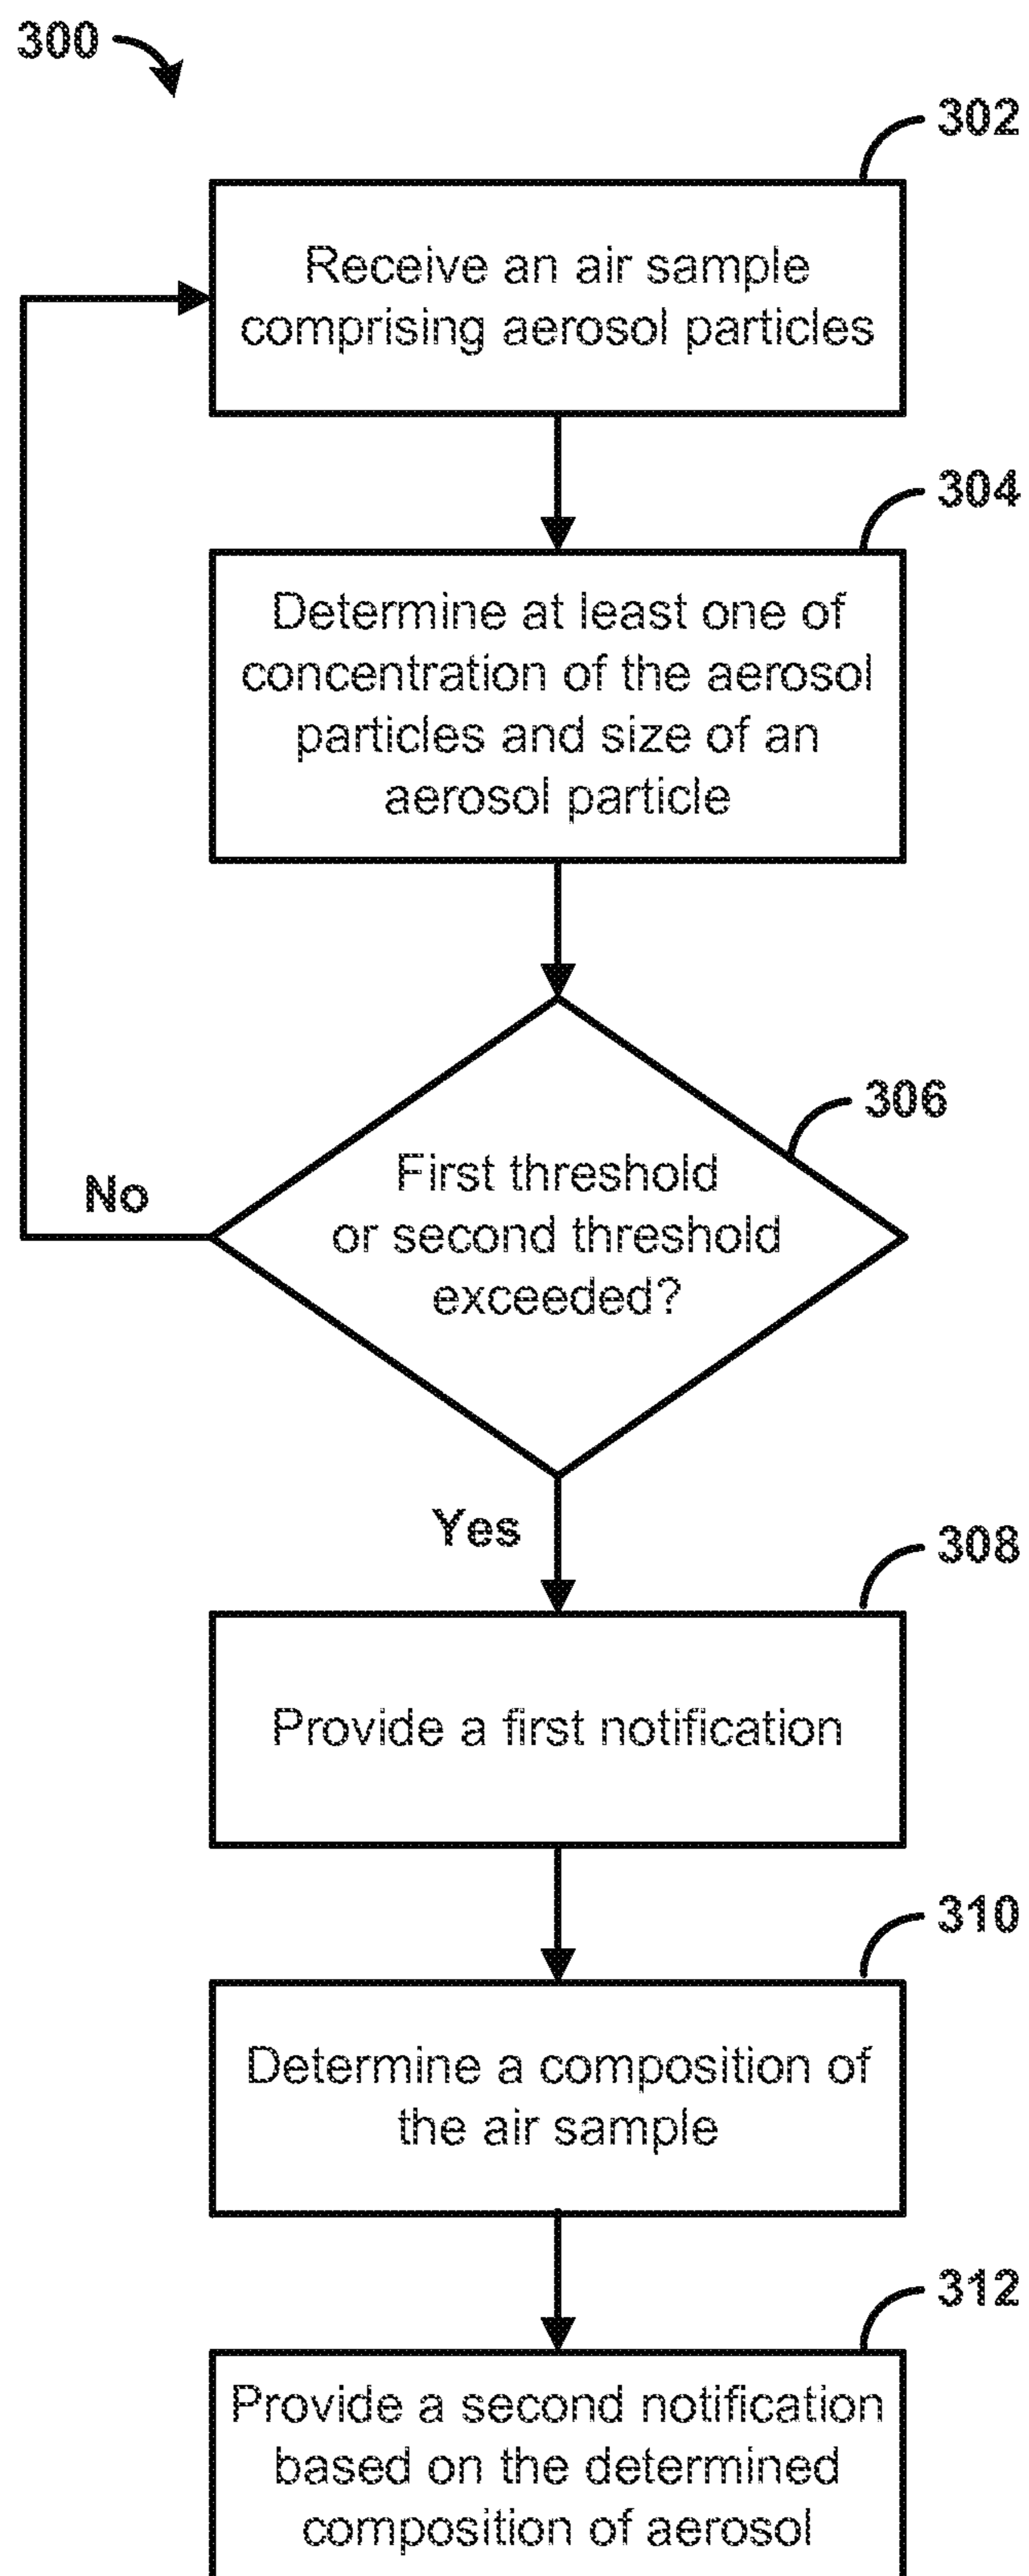 300
302
Receive an air sample
comprising aerosol particles
304
Determine at least one of
concentration of the aerosol
particles and size of an
aerosol particle
306
First threshold
or second threshold
exceeded?
No
Yes
308
Provide a first notification
310
Determine a composition of
the air sample
312
Provide a second notification
based on the determined
composition of aerosol